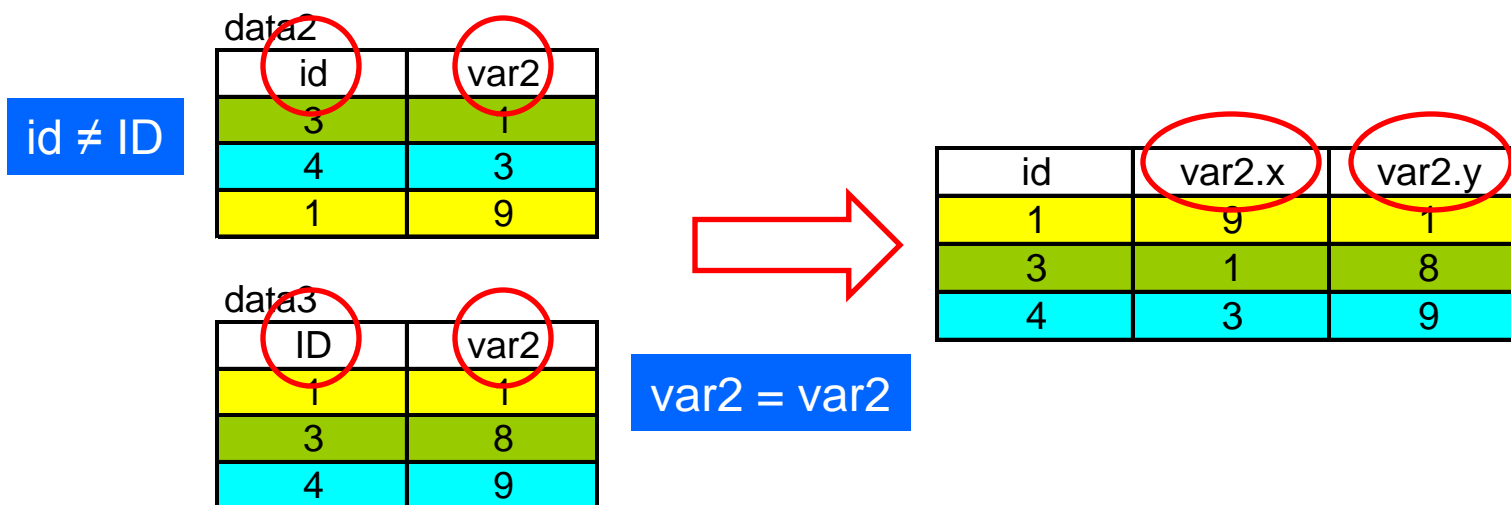 data2
id var2
3 1
4 3
1 9
id ≠ ID
data3
ID var2
1 1
3 8
4 9
var2 = var2
id var2.x var2.y
1 9 1
3 1 8
4 3 9